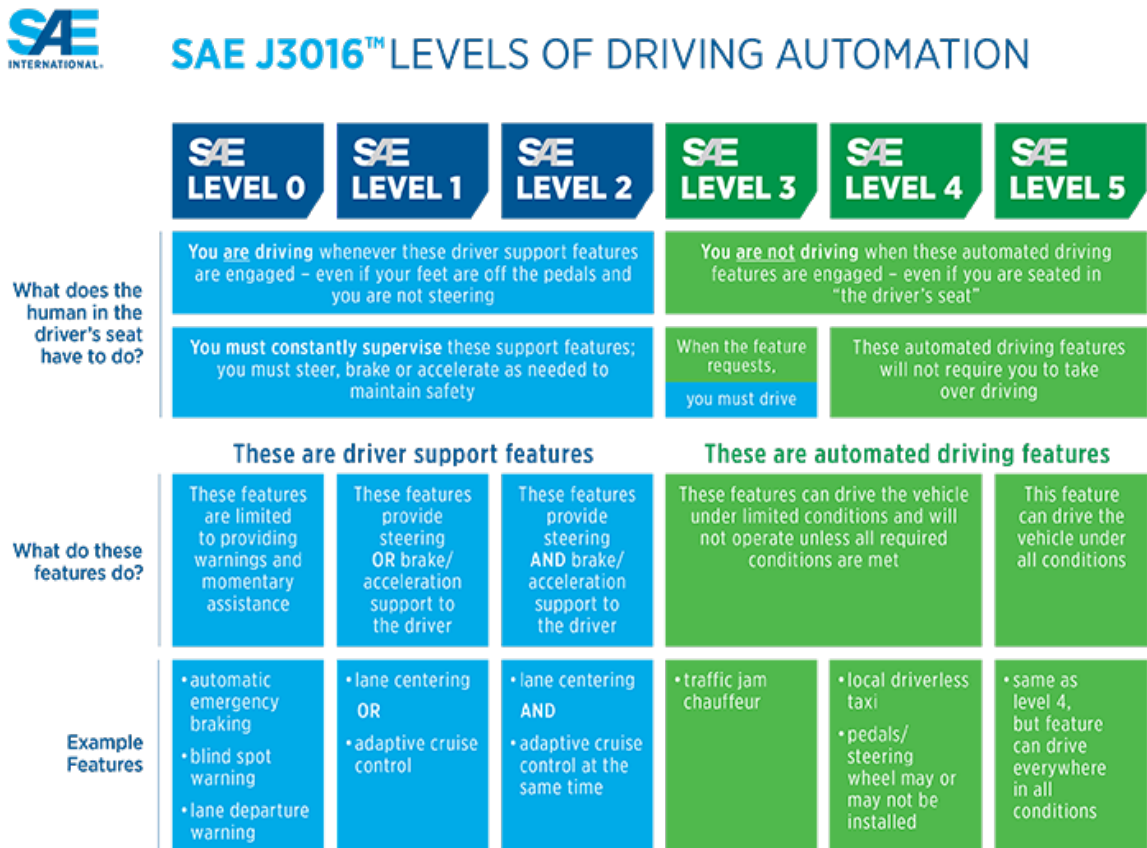 SAE
INTERNATIONAL®
SAE J3016™ LEVELS OF DRIVING AUTOMATION
SAE
LEVEL 0
SAE
LEVEL 1
SAE
LEVEL 2
SAE
LEVEL 3
SAE
LEVEL 4
SAE
LEVEL 5
What does the
human in the
driver's seat
have to do?
You are driving whenever these driver support features
are engaged – even if your feet are off the pedals and
you are not steering
You are not driving when these automated driving
features are engaged – even if you are seated in
“the driver's seat”
You must constantly supervise these support features;
you must steer, brake or accelerate as needed to
maintain safety
When the feature
requests,
you must drive
These automated driving features
will not require you to take
over driving
These are driver support features
These are automated driving features
What do these
features do?
These features
are limited
to providing
warnings and
momentary
assistance
These features
provide
steering
OR brake/
acceleration
support to
the driver
These features
provide
steering
AND brake/
acceleration
support to
the driver
These features can drive the vehicle
under limited conditions and will
not operate unless all required
conditions are met
This feature
can drive the
vehicle under
all conditions
Example
Features
•automatic
emergency
braking
•blind spot
warning
•lane departure
warning
•lane centering
OR
•adaptive cruise
control
•lane centering
AND
•adaptive cruise
control at the
same time
•traffic jam
chauffeur
•local driverless
taxi
•pedals/
steering
wheel may or
may not be
installed
•same as
level 4,
but feature
can drive
everywhere
in all
conditions